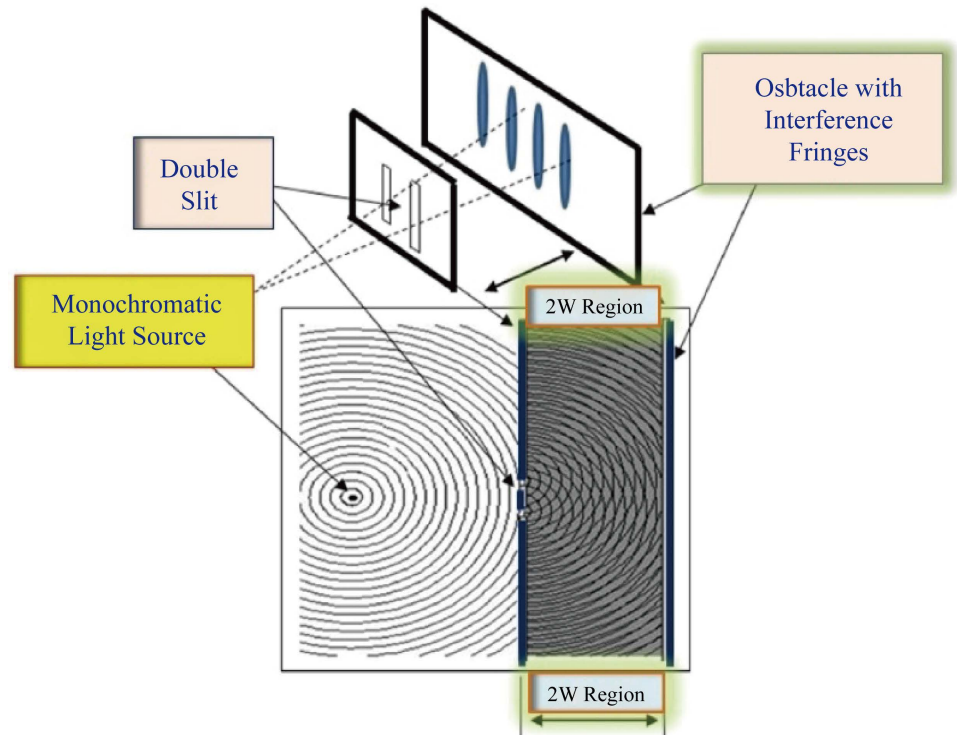 Osbtacle with
Interference
Fringes
Double
Slit
Monochromatic
Light Source
2W Region
2W Region